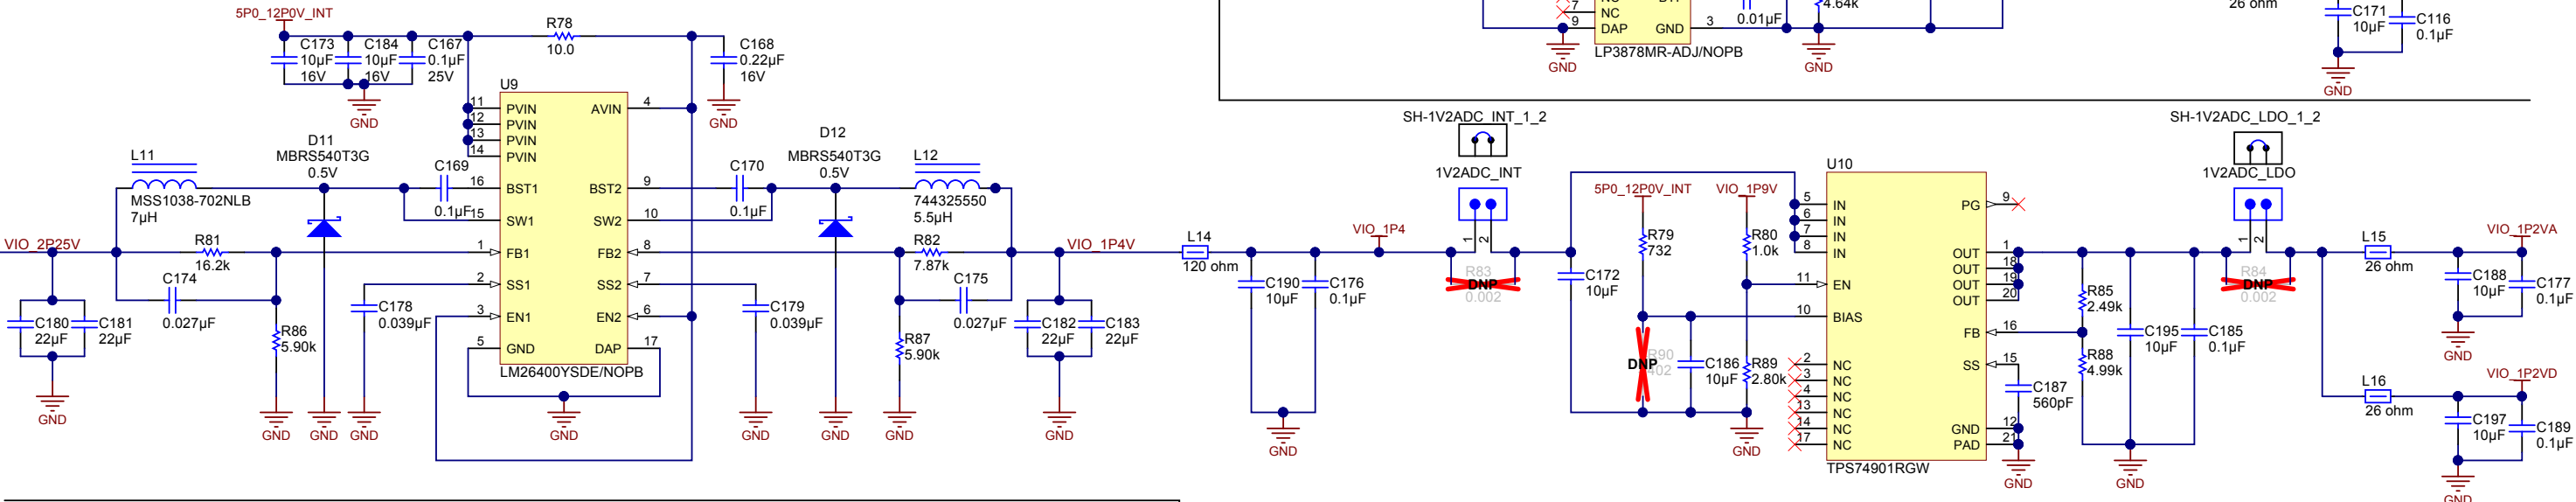 5P0_12P0V_INT
C173
10µF
16V
C184
10µF
16V
C167
0.1µF
25V
GND
R78
10.0
C168
0.22µF
16V
GND
U9
11
PVIN
12
PVIN
13
PVIN
14
PVIN
16
BST1
15
SW1
1
FB1
2
SS1
3
EN1
5
GND
AVIN
4
BST2
9
SW2
10
FB2
8
SS2
7
EN2
6
DAP
17
LM26400YSDE/NOPB
GND
L11
MSS1038-702NLB
7µH
D11
MBRS540T3G
0.5V
C169
0.1µF
VIO_2P25V
R81
16.2k
C174
0.027µF
C180
22µF
C181
22µF
GND
R86
5.90k
GND
GND
C178
0.039µF
GND
C170
0.1µF
D12
MBRS540T3G
0.5V
L12
744325550
5.5µH
R82
7.87k
C175
0.027µF
C179
0.039µF
GND
GND
R87
5.90k
GND
C182
22µF
C183
22µF
GND
VIO_1P4V
L14
120 ohm
C190
10µF
C176
0.1µF
GND
VIO_1P4
7
NC
9
DAP
GND
3
LP3878MR-ADJ/NOPB
GND
0.01µF
4.64k
GND
26 ohm
C171
10µF
C116
0.1µF
GND
SH-1V2ADC_INT_1_2
1V2ADC_INT
1
2
R83
DNP
0.002
C172
10µF
5P0_12P0V_INT
R79
732
VIO_1P9V
R80
1.0k
R90
DNP
402
C186
10µF
R89
2.80k
GND
U10
5
IN
6
IN
7
IN
8
IN
11
EN
10
BIAS
2
NC
3
NC
4
NC
13
NC
14
NC
17
NC
PG
9
OUT
1
OUT
18
OUT
19
OUT
20
FB
16
SS
15
GND
12
PAD
21
TPS74901RGW
C187
560pF
GND
R85
2.49k
R88
4.99k
C195
10µF
C185
0.1µF
GND
SH-1V2ADC_LDO_1_2
1V2ADC_LDO
1
2
R84
DNP
0.002
L15
26 ohm
VIO_1P2VA
C188
10µF
C177
0.1µF
GND
L16
26 ohm
VIO_1P2VD
C197
10µF
C189
0.1µF
GND